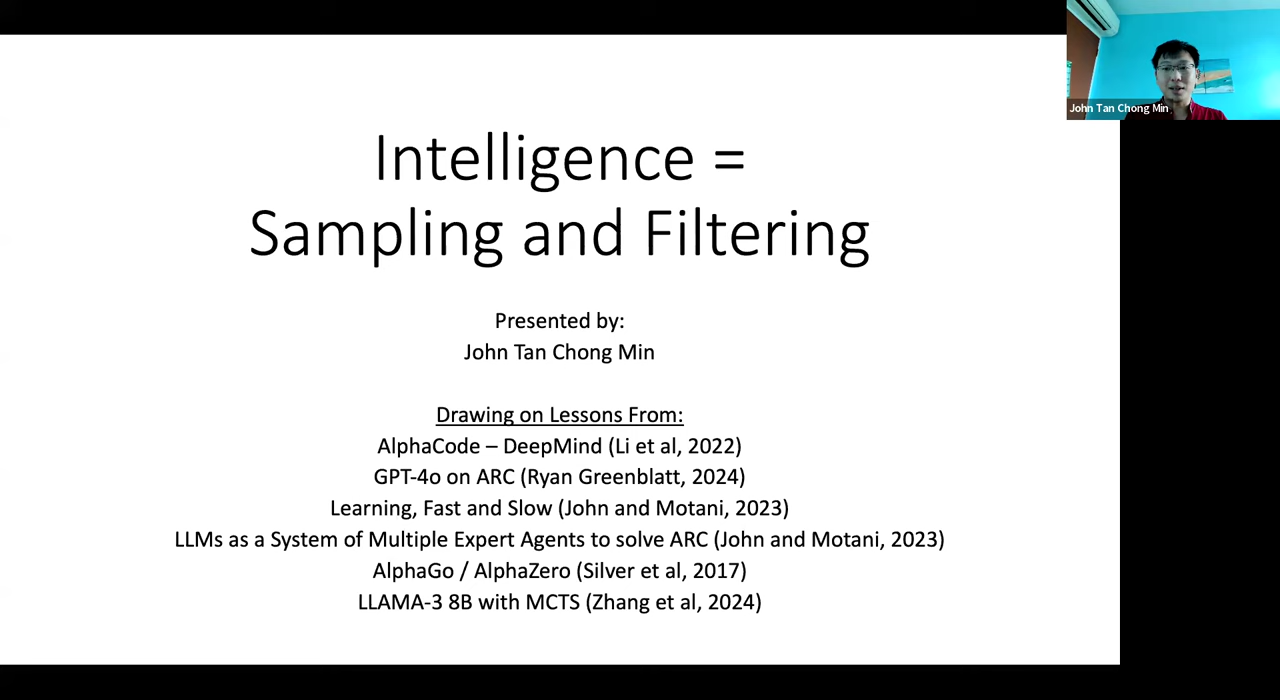 Intelligence =
Sampling and Filtering
Presented by:
John Tan Chong Min
Drawing on Lessons From:
AlphaCode – DeepMind (Li et al, 2022)
GPT-4o on ARC (Ryan Greenblatt, 2024)
Learning, Fast and Slow (John and Motani, 2023)
LLMs as a System of Multiple Expert Agents to solve ARC (John and Motani, 2023)
AlphaGo / AlphaZero (Silver et al, 2017)
LLAMA-3 8B with MCTS (Zhang et al, 2024)
John Tan Chong Min